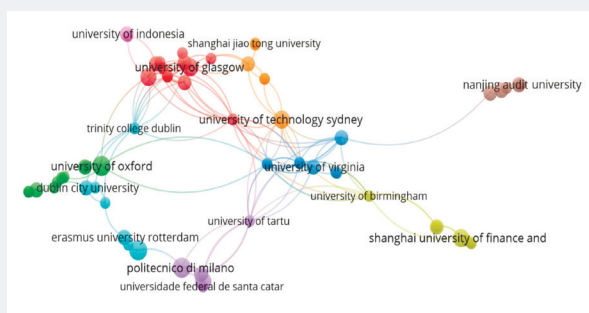 university of indonesia
shanghai jiao tong university
university of glasgow
nanjing audit university
university of technology sydney
trinity college dublin
university of oxford
university of virginia
dublin city university
university of birmingham
university of tartu
erasmus university rotterdam
shanghai university of finance and
politecnico di milano
universidade federal de santa catar